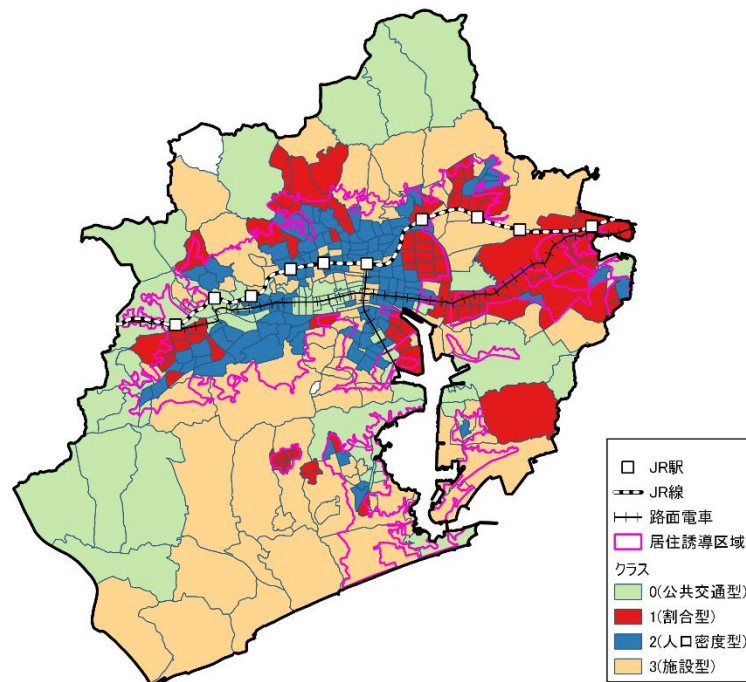 JR駅
JR線
路面電車
居住誘導区域
クラス
0(公共交通型)
1(割合型)
2(人口密度型)
3(施設型)